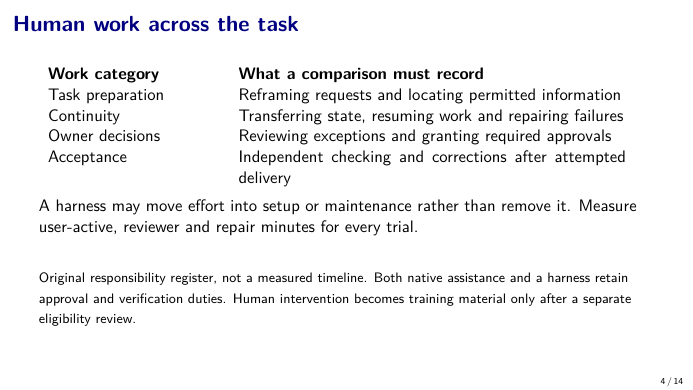 Human work across the task
Work category What a comparison must record
Task preparation Reframing requests and locating permitted information
Continuity Transferring state, resuming work and repairing failures
Owner decisions Reviewing exceptions and granting required approvals
Acceptance Independent checking and corrections after attempted
delivery
A harness may move effort into setup or maintenance rather than remove it. Measure
user-active, reviewer and repair minutes for every trial.
Original responsibility register, not a measured timeline. Both native assistance and a harness retain
approval and verification duties. Human intervention becomes training material only after a separate
eligibility review.
4 / 14